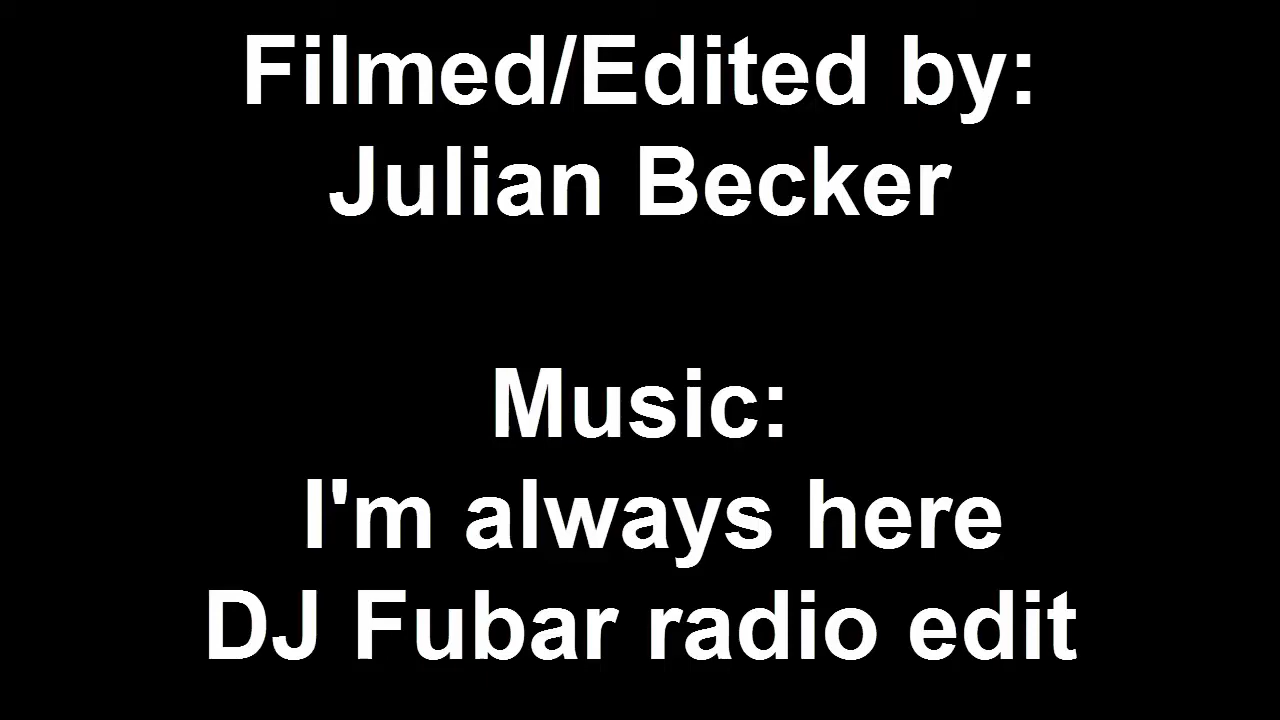 Filmed/Edited by:
Julian Becker
Music:
I'm always here
DJ Fubar radio edit